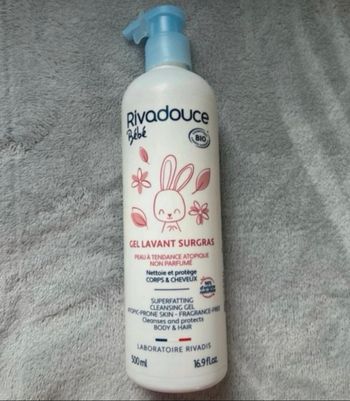 Rivadouce
Bébé
BIO
GEL LAVANT SURGRAS
PEAU À TENDANCE ATOPIQUE
NON PARFUMÉ
Nettoie et protège
CORPS & CHEVEUX
SUPERFATTING
CLEANSING GEL
ATOPIC-PRONE SKIN - FRAGRANCE-FREE
Cleanses and protects
BODY & HAIR
LABORATOIRE RIVADIS
500 ml 16.9 fl.oz.